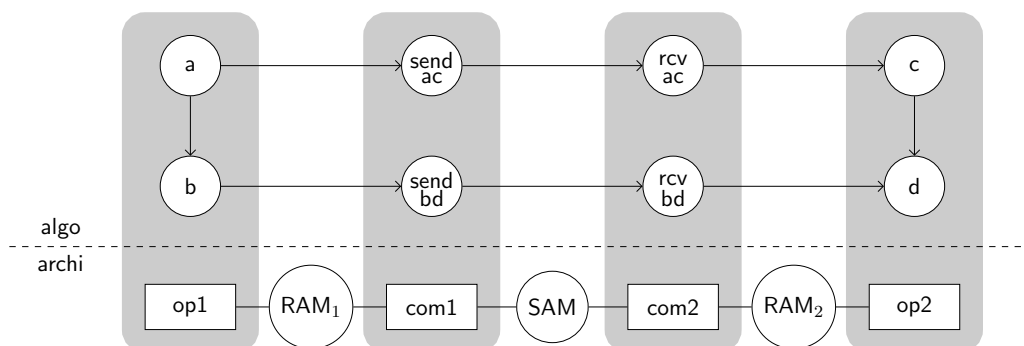 a
send
ac
rcv
ac
c
b
send
bd
rcv
bd
d
algo
archi
op1
RAM₁
com1
SAM
com2
RAM₂
op2